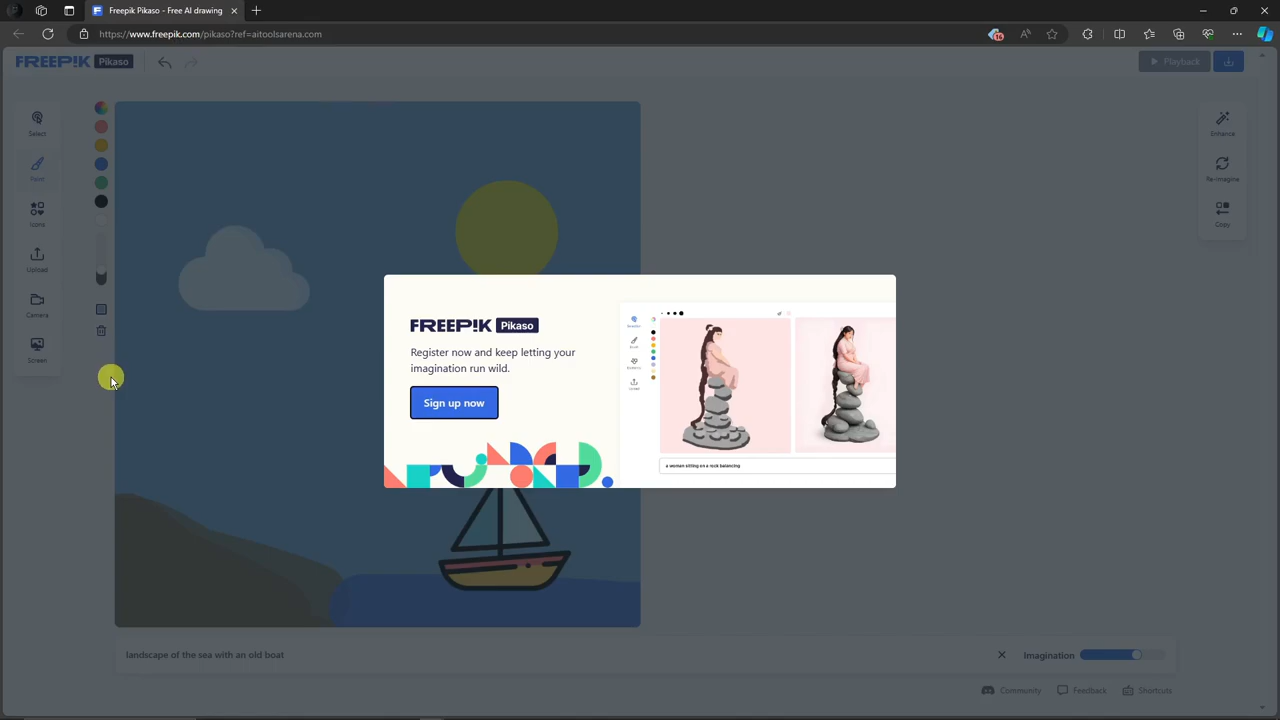 Freepik Pikaso - Free AI drawing
https://www.freepik.com/pikaso?ref=aitoolsarena.com
FREEP!K Pikaso
Playback
Select
Paint
Icons
Upload
Camera
Screen
Enhance
Re-imagine
Copy
FREEP!K Pikaso
Register now and keep letting your
imagination run wild.
Sign up now
a woman sitting on a rock balancing
landscape of the sea with an old boat
Imagination
Community
Feedback
Shortcuts